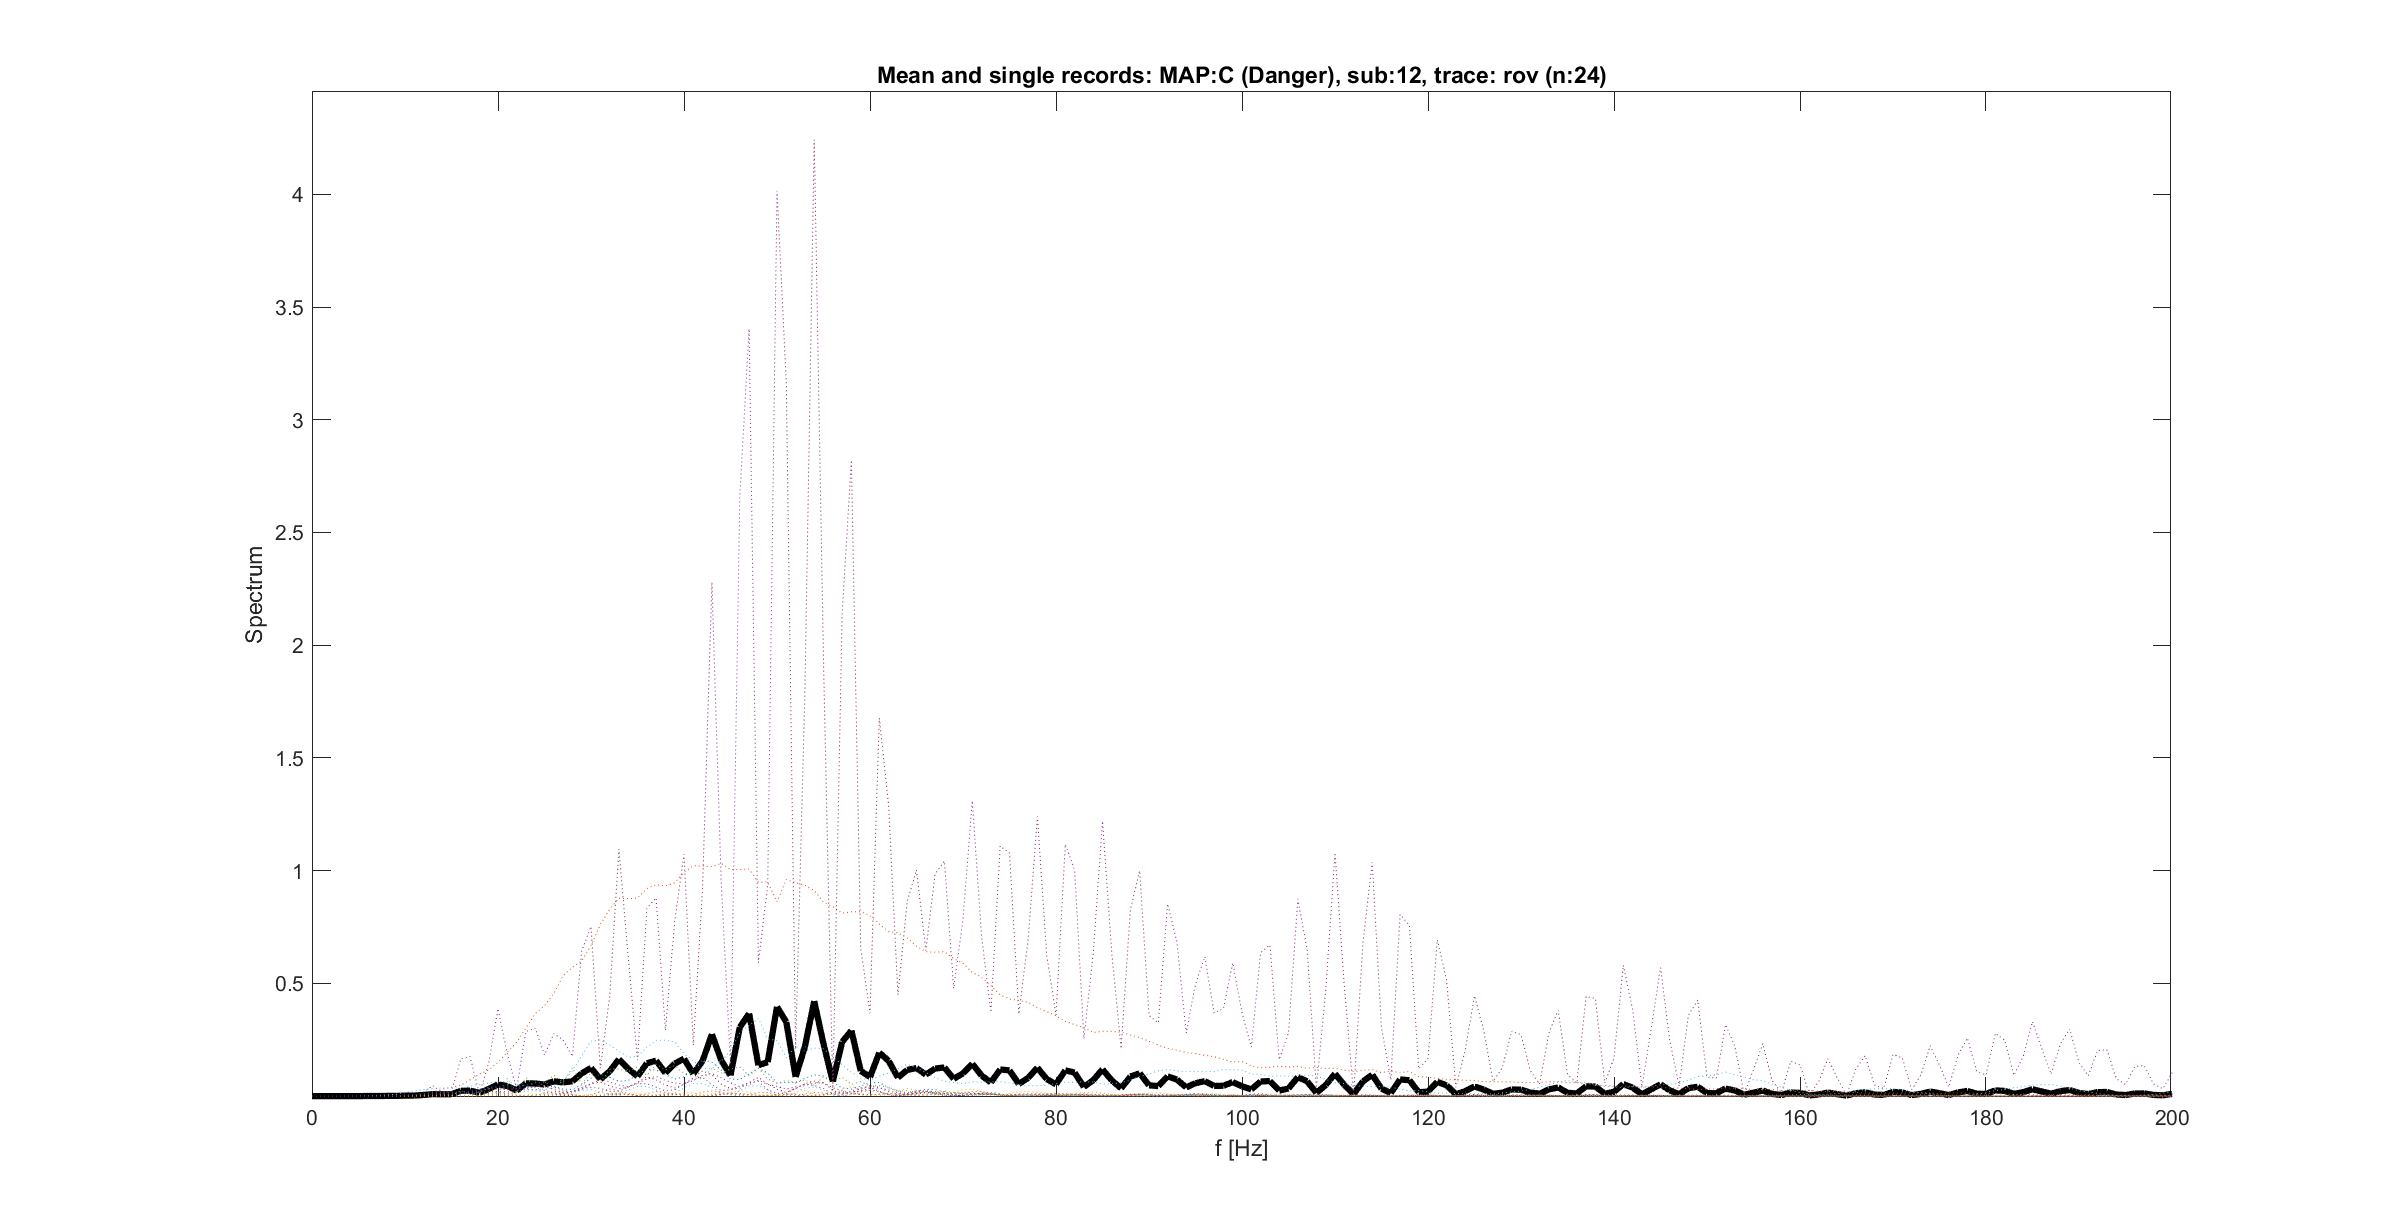 Mean and single records: MAP:C (Danger), sub:12, trace: rov (n:24)
4
3.5
3
2.5
2
1.5
1
0.5
Spectrum
0 20 40 60 80 100 120 140 160 180 200
f [Hz]